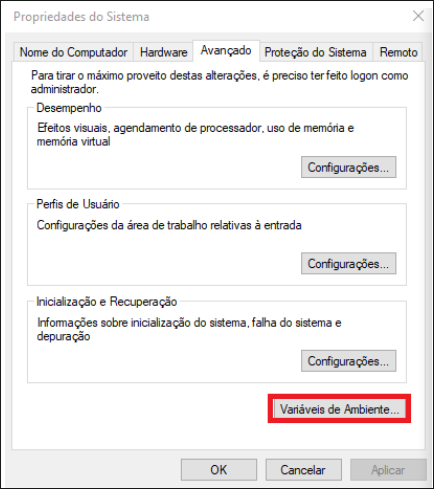 Propriedades do Sistema
Nome do Computador Hardware Avançado Proteção do Sistema Remoto
Para tirar o máximo proveito destas alterações, é preciso ter feito logon como
administrador.
Desempenho
Efeitos visuais, agendamento de processador, uso de memória e
memória virtual
Configurações...
Perfis de Usuário
Configurações da área de trabalho relativas à entrada
Configurações...
Inicialização e Recuperação
Informações sobre inicialização do sistema, falha do sistema e
depuração
Configurações...
Variáveis de Ambiente...
OK Cancelar Aplicar